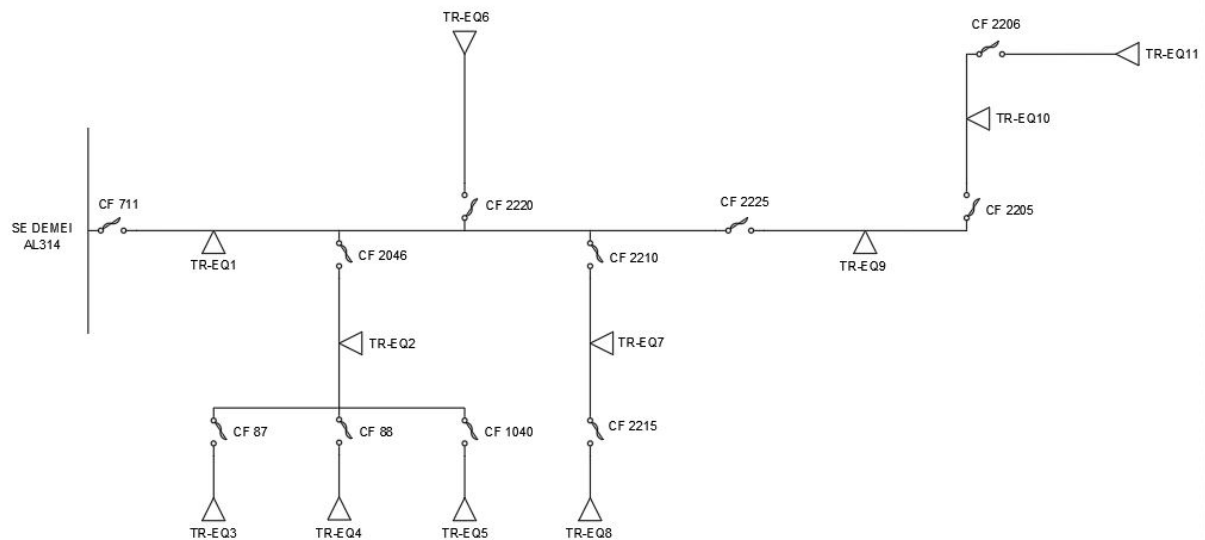 TR-EQ6
CF 2206
TR-EQ11
TR-EQ10
CF 711
CF 2220
CF 2225
CF 2205
SE DEMEI
AL314
TR-EQ1
CF 2046
CF 2210
TR-EQ9
TR-EQ2
TR-EQ7
CF 87
CF 88
CF 1040
CF 2215
TR-EQ3
TR-EQ4
TR-EQ5
TR-EQ8